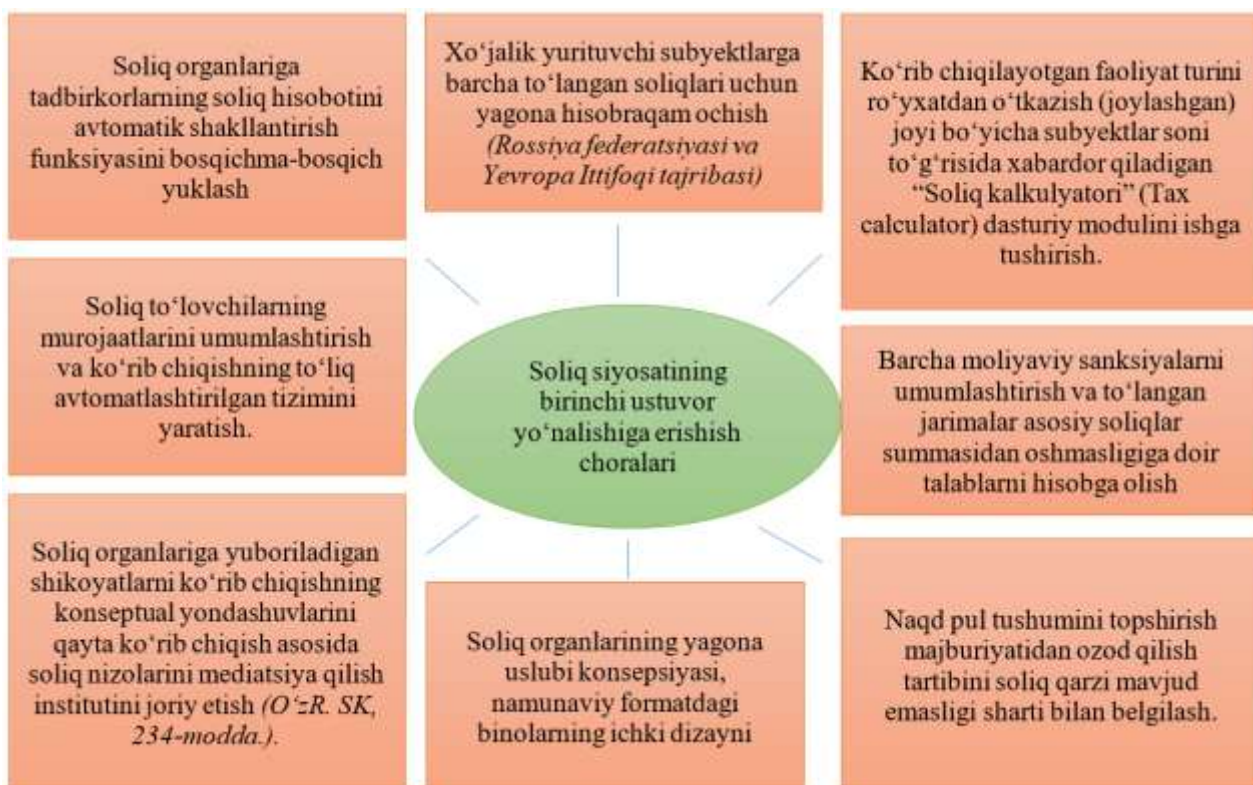 Soliq organlariga
tadbirkorlarning soliq hisobotini
avtomatik shakllantirish
funksiyasini bosqichma-bosqich
yuklash
Xo‘jalik yurituvchi subyektlarga
barcha to‘langan soliqlari uchun
yagona hisobraqam ochish
(Rossiya federatsiyasi va
Yevropa Ittifoqi tajribasi)
Ko‘rib chiqilayotgan faoliyat turini
ro‘yxatdan o‘tkazish (joylashgan)
joyi bo‘yicha subyektlar soni
to‘g‘risida xabardor qiladigan
“Soliq kalkulyatori” (Tax
calculator) dasturiy modulini ishga
tushirish.
Soliq to‘lovchilarning
murojaatlarini umumlashtirish
va ko‘rib chiqishning to‘liq
avtomatlashtirilgan tizimini
yaratish.
Soliq siyosatining
birinchi ustuvor
yo‘nalishiga erishish
choralari
Barcha moliyaviy sanksiyalarni
umumlashtirish va to‘langan
jarimalar asosiy soliqlar
summasidan oshmasligiga doir
talablarni hisobga olish
Soliq organlariga yuboriladigan
shikoyatlarni ko‘rib chiqishning
konseptual yondashuvlarini
qayta ko‘rib chiqish asosida
soliq nizolarini mediatsiya qilish
institutini joriy etish (O‘zR. SK,
234-modda.).
Soliq organlarining yagona
uslubi konsepsiyasi,
namunaviy formatdagi
binolarning ichki dizayni
Naqd pul tushumini topshirish
majburiyatidan ozod qilish
tartibini soliq qarzi mavjud
emasligi sharti bilan belgilash.